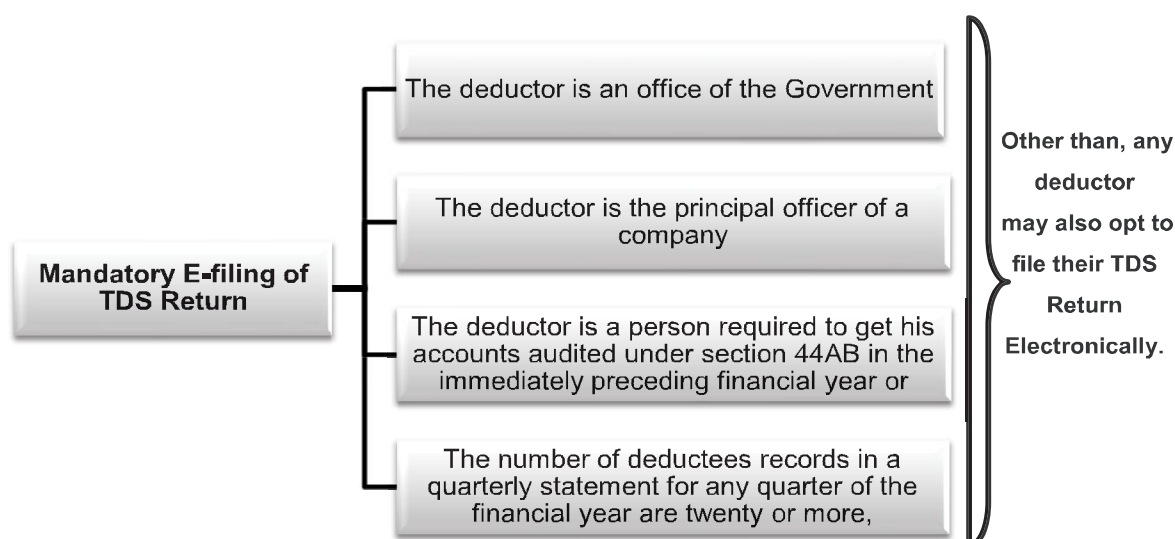 Mandatory E-filing of
TDS Return
The deductor is an office of the Government
The deductor is the principal officer of a
company
The deductor is a person required to get his
accounts audited under section 44AB in the
immediately preceding financial year or
The number of deductees records in a
quarterly statement for any quarter of the
financial year are twenty or more,
Other than, any
deductor
may also opt to
file their TDS
Return
Electronically.